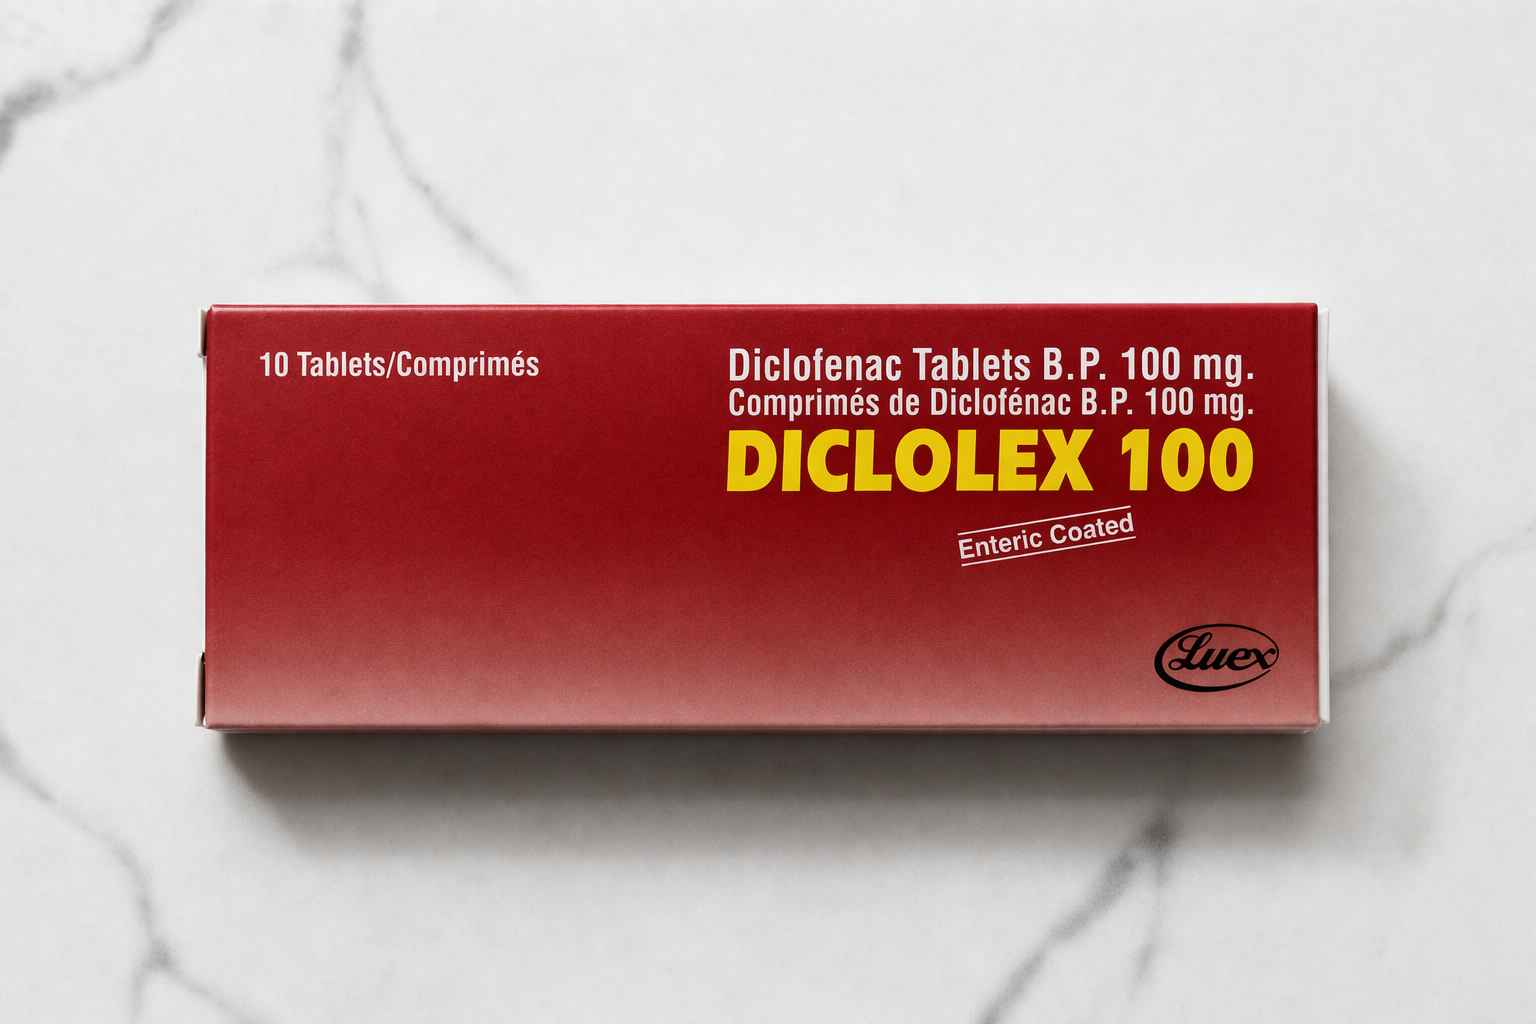 10 Tablets/Comprimés
Diclofenac Tablets B.P. 100 mg.
Comprimés de Diclofénac B.P. 100 mg.
DICLOLEX 100
Enteric Coated
Luex